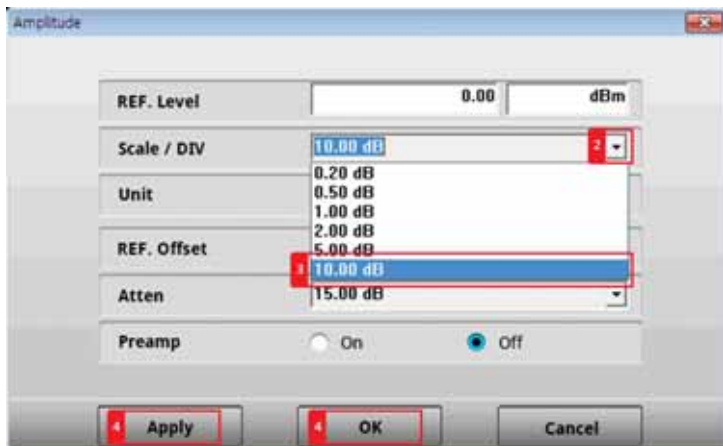 Amplitude
REF. Level 0.00 dBm
Scale / DIV 10.00 dB 2
0.20 dB
0.50 dB
Unit
1.00 dB
2.00 dB
REF. Offset 5.00 dB
3 10.00 dB
Atten 15.00 dB
Preamp On Off
4 Apply 4 OK Cancel